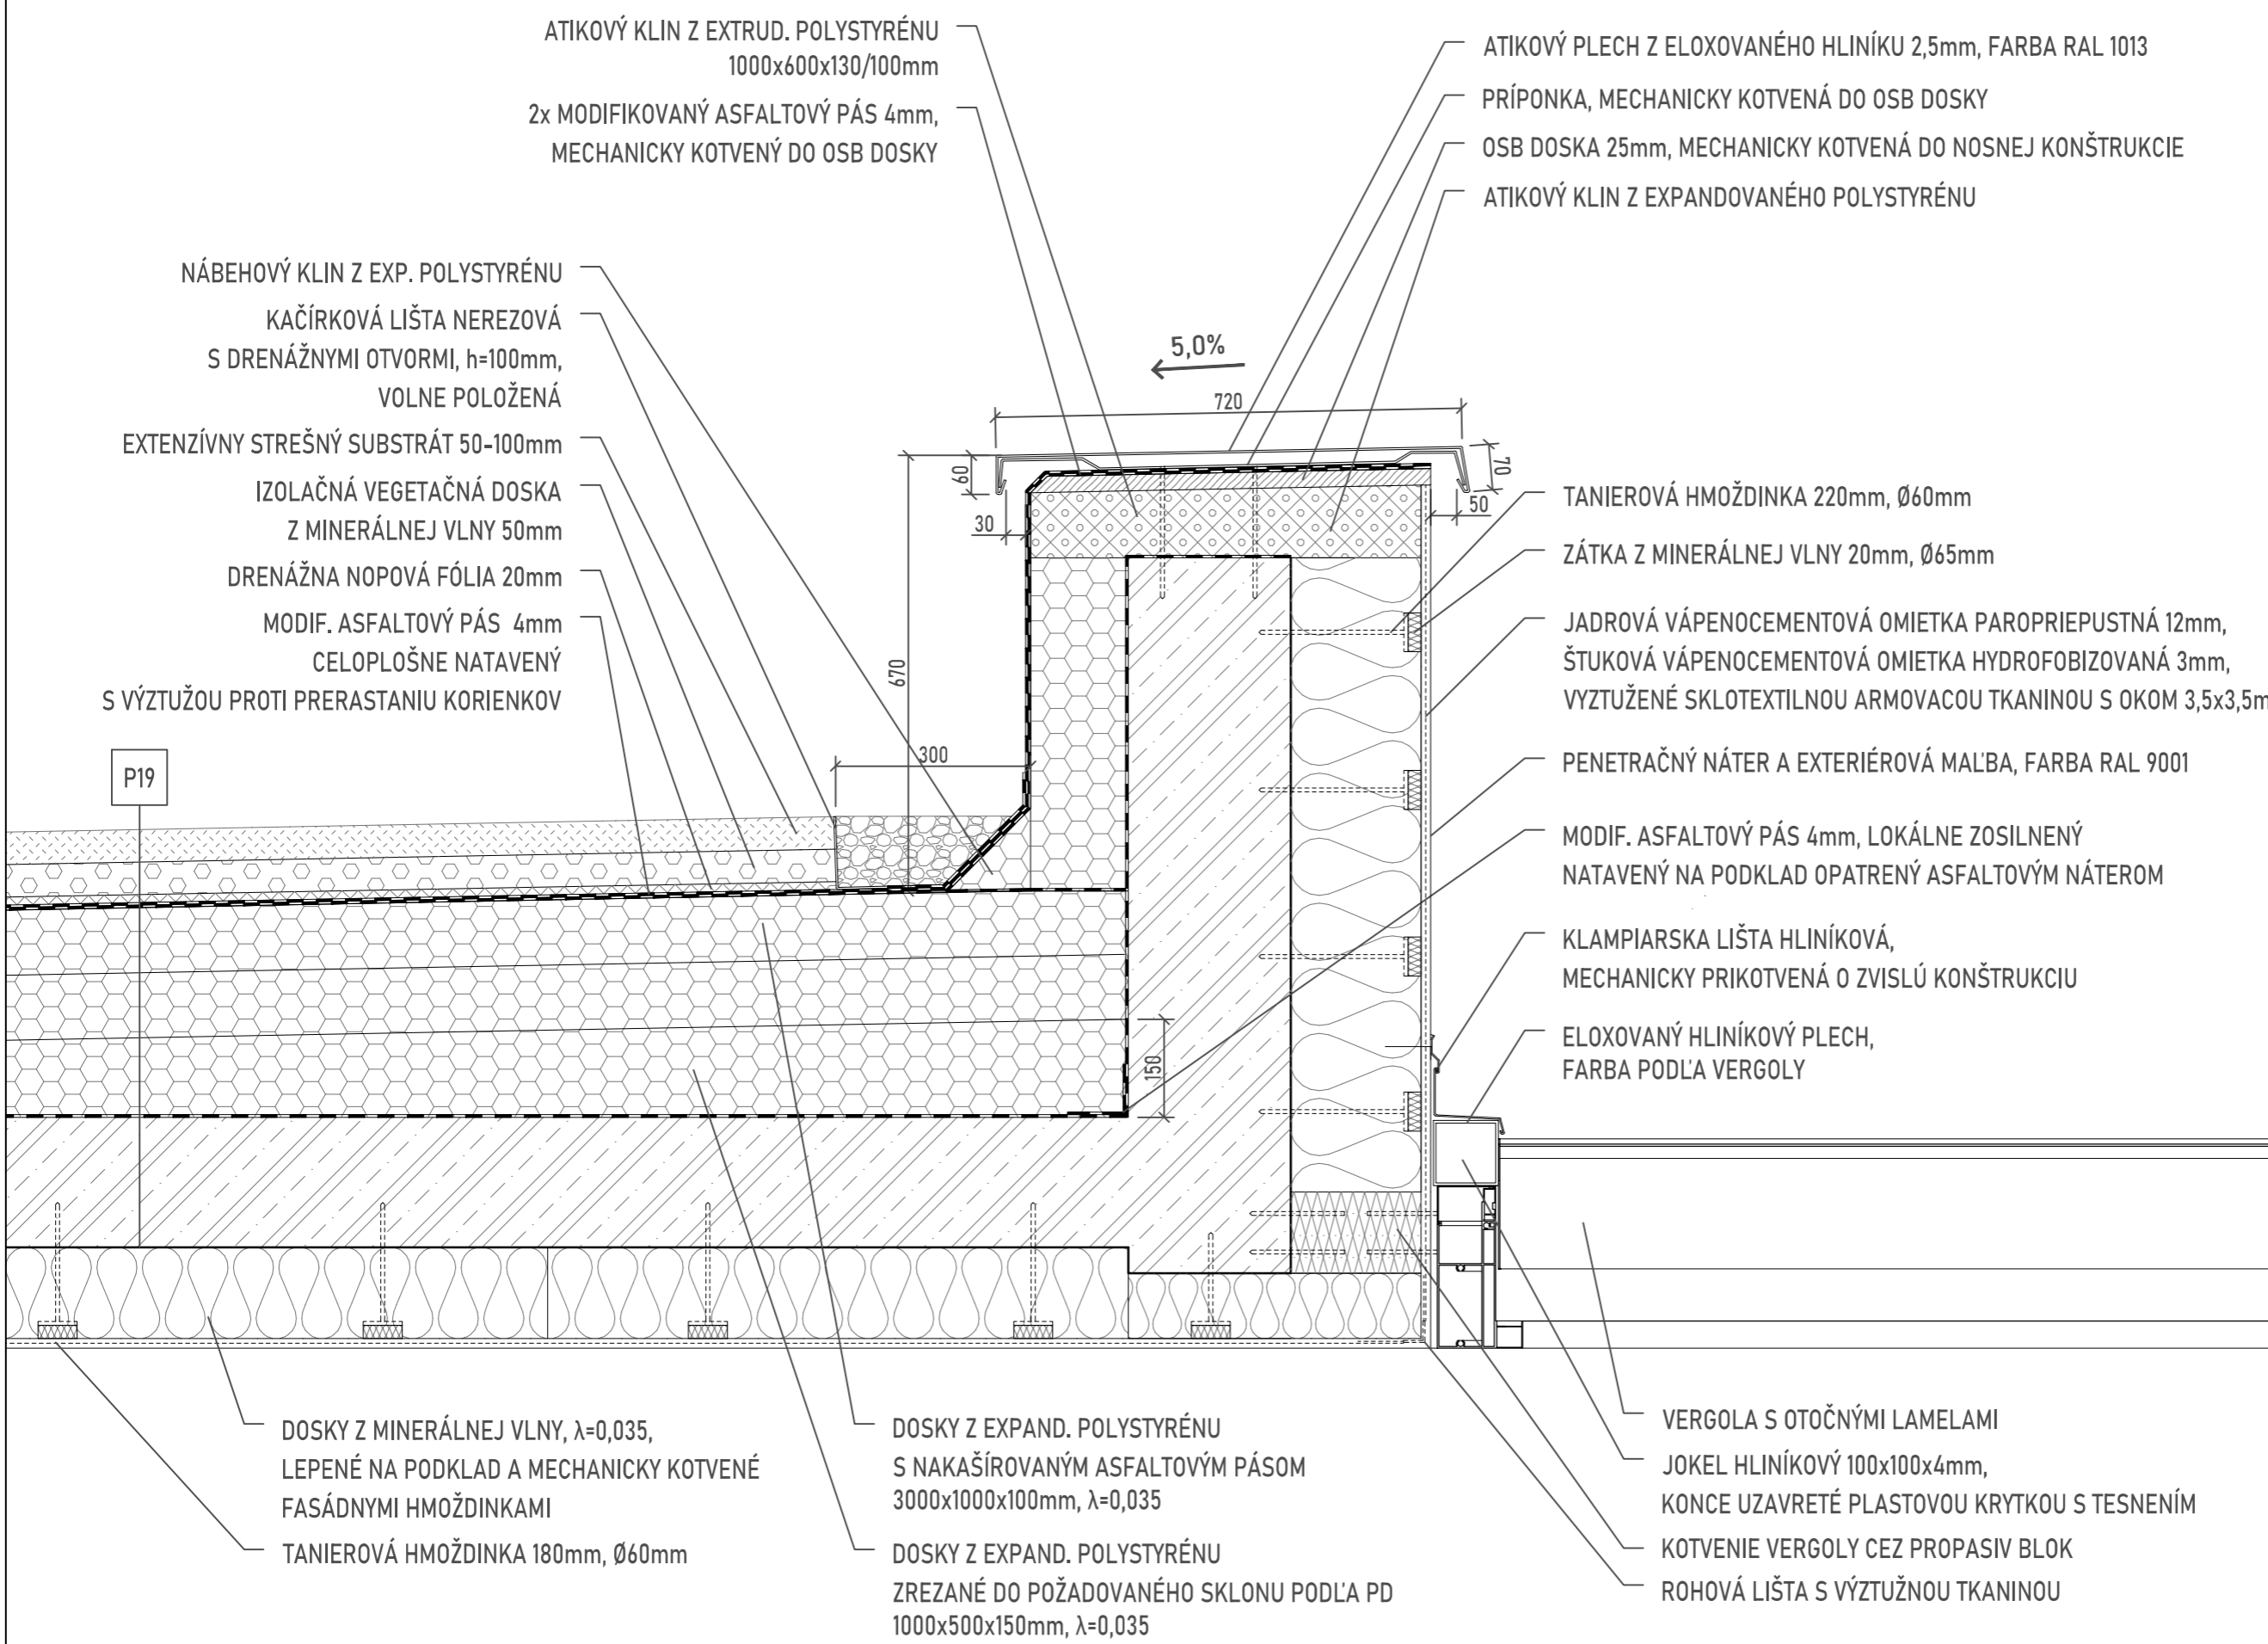 ATIKOVÝ KLIN Z EXTRUD. POLYSTYRÉNU
1000x600x130/100mm
2x MODIFIKOVANÝ ASFALTOVÝ PÁS 4mm,
MECHANICKY KOTVENÝ DO OSB DOSKY
NÁBEHOVÝ KLIN Z EXP. POLYSTYRÉNU
KAČÍRKOVÁ LIŠTA NEREZOVÁ
S DRENÁŽNYMI OTVORMI, h=100mm,
VOLNE POLOŽENÁ
EXTENZÍVNY STREŠNÝ SUBSTRÁT 50-100mm
IZOLAČNÁ VEGETAČNÁ DOSKA
Z MINERÁLNEJ VLNY 50mm
DRENÁŽNA NOPOVÁ FÓLIA 20mm
MODIF. ASFALTOVÝ PÁS 4mm
CELOPLOŠNE NATAVENÝ
S VÝZTUŽOU PROTI PRERASTANIU KORIENKOV
P19
5,0%
720
60
70
30
50
670
300
150
ATIKOVÝ PLECH Z ELOXOVANÉHO HLINÍKU 2,5mm, FARBA RAL 1013
PRÍPONKA, MECHANICKY KOTVENÁ DO OSB DOSKY
OSB DOSKA 25mm, MECHANICKY KOTVENÁ DO NOSNEJ KONŠTRUKCIE
ATIKOVÝ KLIN Z EXPANDOVANÉHO POLYSTYRÉNU
TANIEROVÁ HMOŽDINKA 220mm, Ø60mm
ZÁTKA Z MINERÁLNEJ VLNY 20mm, Ø65mm
JADROVÁ VÁPENOCEMENTOVÁ OMIETKA PAROPRIEPUSTNÁ 12mm,
ŠTUKOVÁ VÁPENOCEMENTOVÁ OMIETKA HYDROFOBIZOVANÁ 3mm,
VYZTUŽENÉ SKLOTEXTILNOU ARMOVACOU TKANINOU S OKOM 3,5x3,5m
PENETRAČNÝ NÁTER A EXTERIÉROVÁ MAĽBA, FARBA RAL 9001
MODIF. ASFALTOVÝ PÁS 4mm, LOKÁLNE ZOSILNENÝ
NATAVENÝ NA PODKLAD OPATRENÝ ASFALTOVÝM NÁTEROM
KLAMPIARSKA LIŠTA HLINÍKOVÁ,
MECHANICKY PRIKOTVENÁ O ZVISLÚ KONŠTRUKCIU
ELOXOVANÝ HLINÍKOVÝ PLECH,
FARBA PODĽA VERGOLY
DOSKY Z MINERÁLNEJ VLNY, λ=0,035,
LEPENÉ NA PODKLAD A MECHANICKY KOTVENÉ
FASÁDNYMI HMOŽDINKAMI
TANIEROVÁ HMOŽDINKA 180mm, Ø60mm
DOSKY Z EXPAND. POLYSTYRÉNU
S NAKAŠÍROVANÝM ASFALTOVÝM PÁSOM
3000x1000x100mm, λ=0,035
DOSKY Z EXPAND. POLYSTYRÉNU
ZREZANÉ DO POŽADOVANÉHO SKLONU PODĽA PD
1000x500x150mm, λ=0,035
VERGOLA S OTOČNÝMI LAMELAMI
JOKEL HLINÍKOVÝ 100x100x4mm,
KONCE UZAVRETÉ PLASTOVOU KRYTKOU S TESNENÍM
KOTVENIE VERGOLY CEZ PROPASIV BLOK
ROHOVÁ LIŠTA S VÝZTUŽNOU TKANINOU